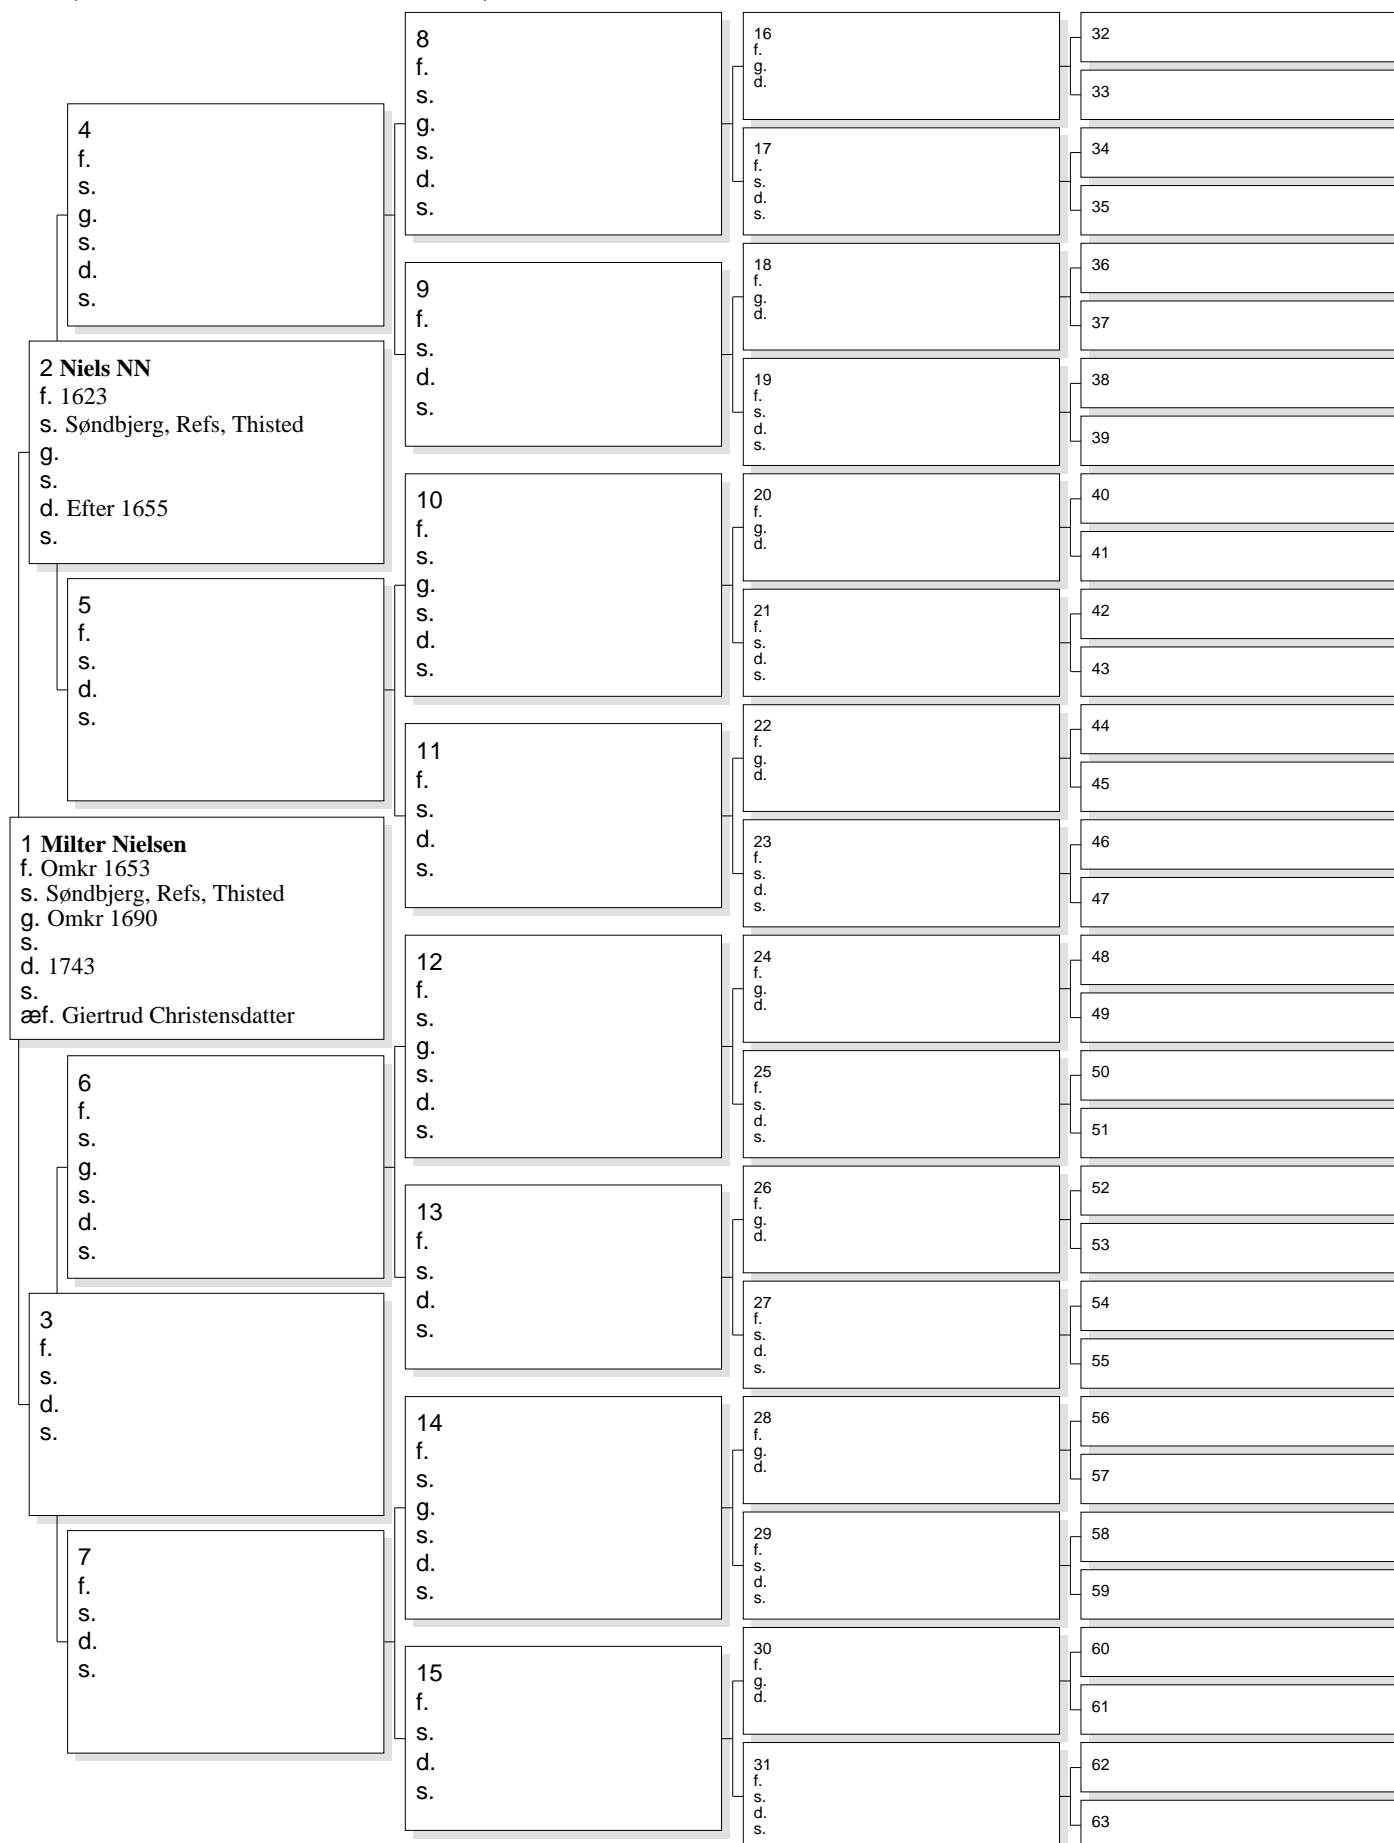 8
f.
s.
g.
s.
d.
s.
16
f.
g.
d.
32
33
4
f.
s.
g.
s.
d.
s.
17
f.
s.
d.
s.
34
35
9
f.
s.
d.
s.
18
f.
g.
d.
36
37
2 Niels NN
f. 1623
s. Søndbjerg, Refs, Thisted
g.
s.
d. Efter 1655
s.
19
f.
s.
d.
s.
38
39
10
f.
s.
g.
s.
d.
s.
20
f.
g.
d.
40
41
5
f.
s.
d.
s.
21
f.
s.
d.
s.
42
43
11
f.
s.
d.
s.
22
f.
g.
d.
44
45
1 Milter Nielsen
f. Omkr 1653
s. Søndbjerg, Refs, Thisted
g. Omkr 1690
s.
d. 1743
s.
æf. Giertrud Christensdatter
23
f.
s.
d.
s.
46
47
12
f.
s.
g.
s.
d.
s.
24
f.
g.
d.
48
49
6
f.
s.
g.
s.
d.
s.
25
f.
s.
d.
s.
50
51
13
f.
s.
d.
s.
26
f.
g.
d.
52
53
3
f.
s.
d.
s.
27
f.
s.
d.
s.
54
55
14
f.
s.
g.
s.
d.
s.
28
f.
g.
d.
56
57
7
f.
s.
d.
s.
29
f.
s.
d.
s.
58
59
15
f.
s.
d.
s.
30
f.
g.
d.
60
61
31
f.
s.
d.
s.
62
63